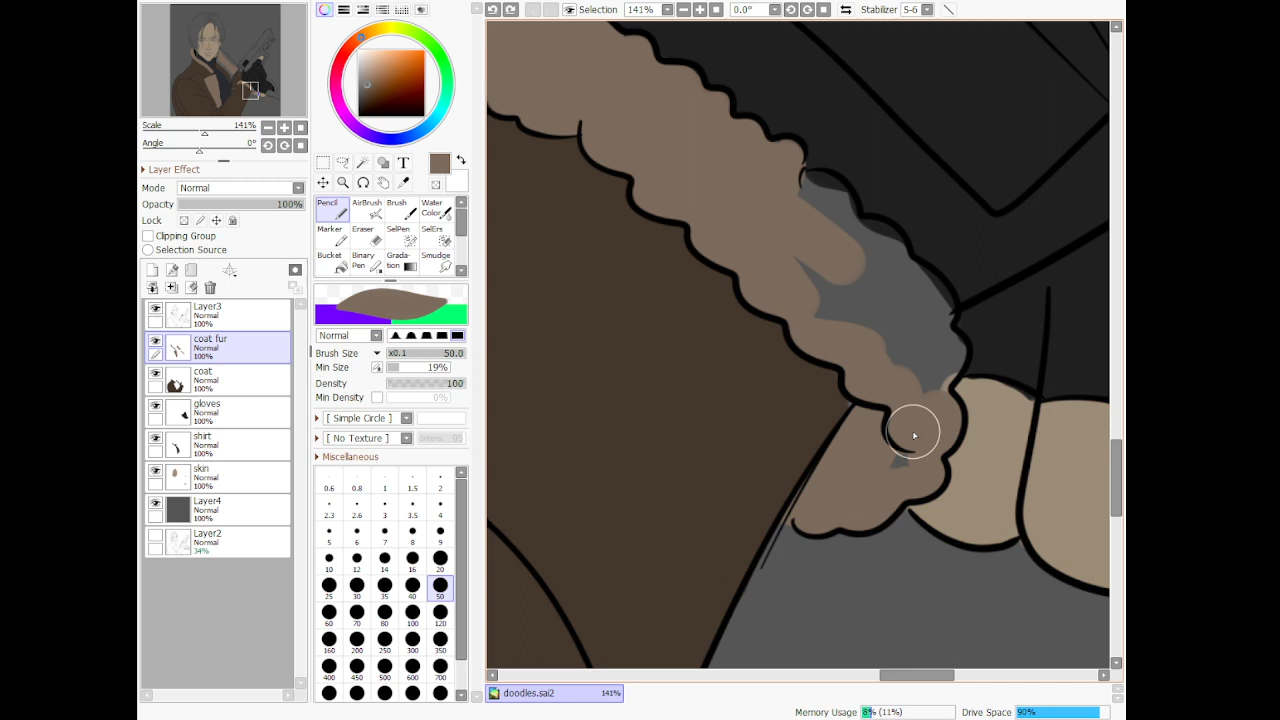 Selection 141% 0.0° Stabilizer S-6
Scale 141%
Angle 0°
Layer Effect
Mode Normal
Opacity 100%
Lock
Clipping Group
Selection Source
Layer3
Normal
100%
coat fur
Normal
100%
coat
Normal
100%
gloves
Normal
100%
shirt
Normal
100%
skin
Normal
100%
Layer4
Normal
100%
Layer2
Normal
34%
T
Pencil AirBrush Brush Water Color
Marker Eraser SelPen SelErs
Bucket Binary Pen Grada-tion Smudge
Normal
Brush Size x0.1 50.0
Min Size 19%
Density 100
Min Density
[ Simple Circle ]
[ No Texture ]
Miscellaneous
0.6 0.8 1 1.5 2
2.3 2.6 3 3.5 4
5 6 7 8 9
10 12 14 16 20
25 30 35 40 50
60 70 80 100 120
160 200 250 300 350
400 450 500 600 700
doodles.sai2 141%
Memory Usage 8% (11%) Drive Space 90%